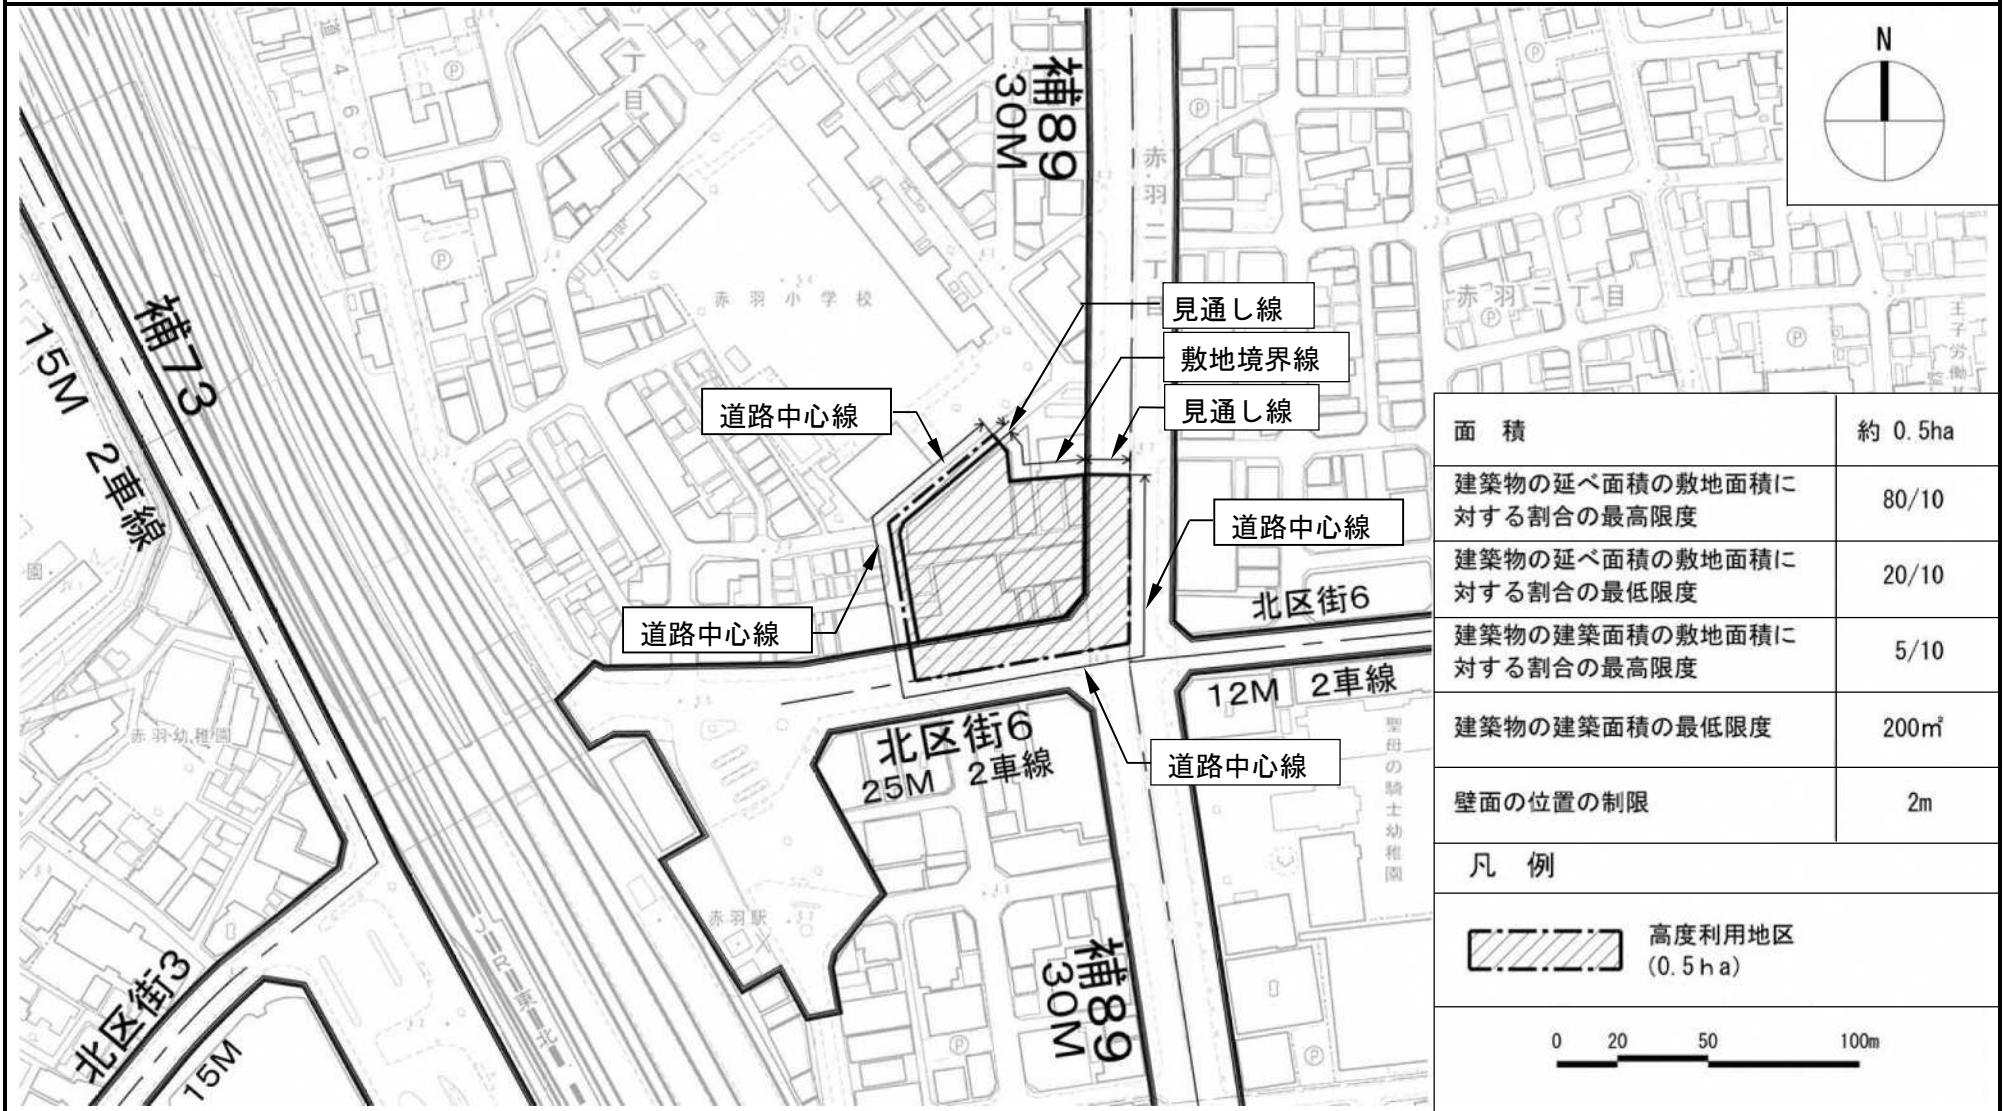 N
補89
30M
丁目
道460
赤羽二丁目
赤羽二丁目
赤羽小学校
見通し線
敷地境界線
見通し線
道路中心線
道路中心線
道路中心線
道路中心線
補73
15M 2車線
北区街6
12M 2車線
北区街6
25M 2車線
赤羽幼稚園
赤羽駅
聖母の騎士幼稚園
補89
30M
北区街3
15M
面 積
約 0.5ha
建築物の延べ面積の敷地面積に
対する割合の最高限度
80/10
建築物の延べ面積の敷地面積に
対する割合の最低限度
20/10
建築物の建築面積の敷地面積に
対する割合の最高限度
5/10
建築物の建築面積の最低限度
200㎡
壁面の位置の制限
2m
凡 例
高度利用地区
(0.5ha)
0 20 50 100m